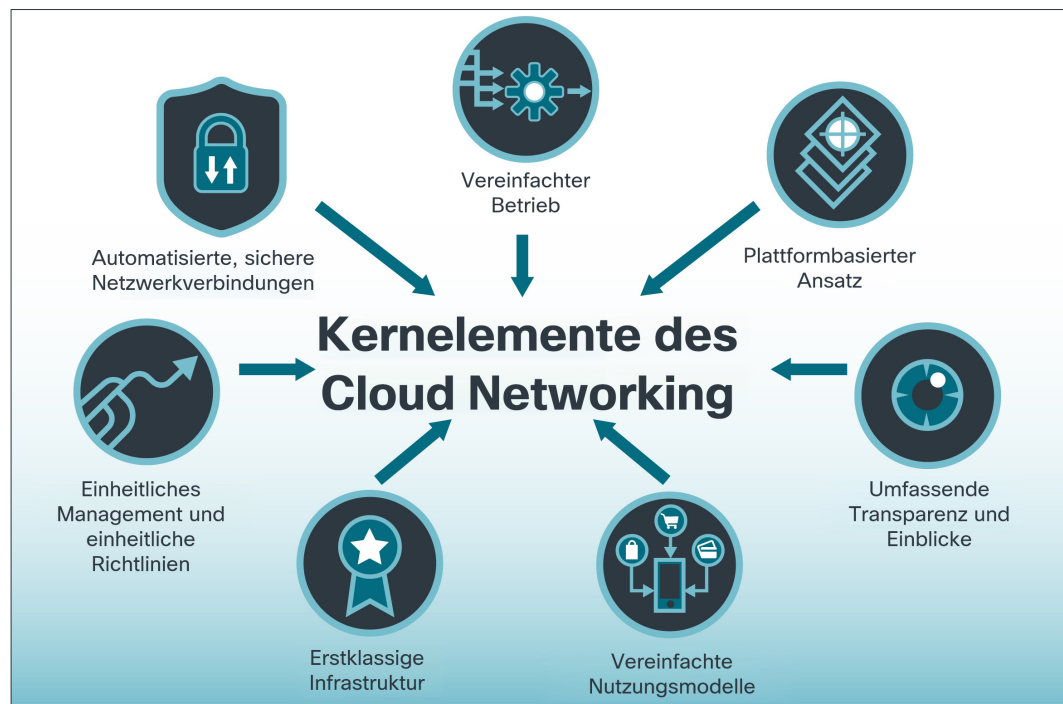 Vereinfachter
Betrieb
Automatisierte, sichere
Netzwerkverbindungen
Plattformbasierter
Ansatz
Kernelemente des
Cloud Networking
Einheitliches
Management und
einheitliche
Richtlinien
Umfassende
Transparenz und
Einblicke
Erstklassige
Infrastruktur
Vereinfachte
Nutzungsmodelle